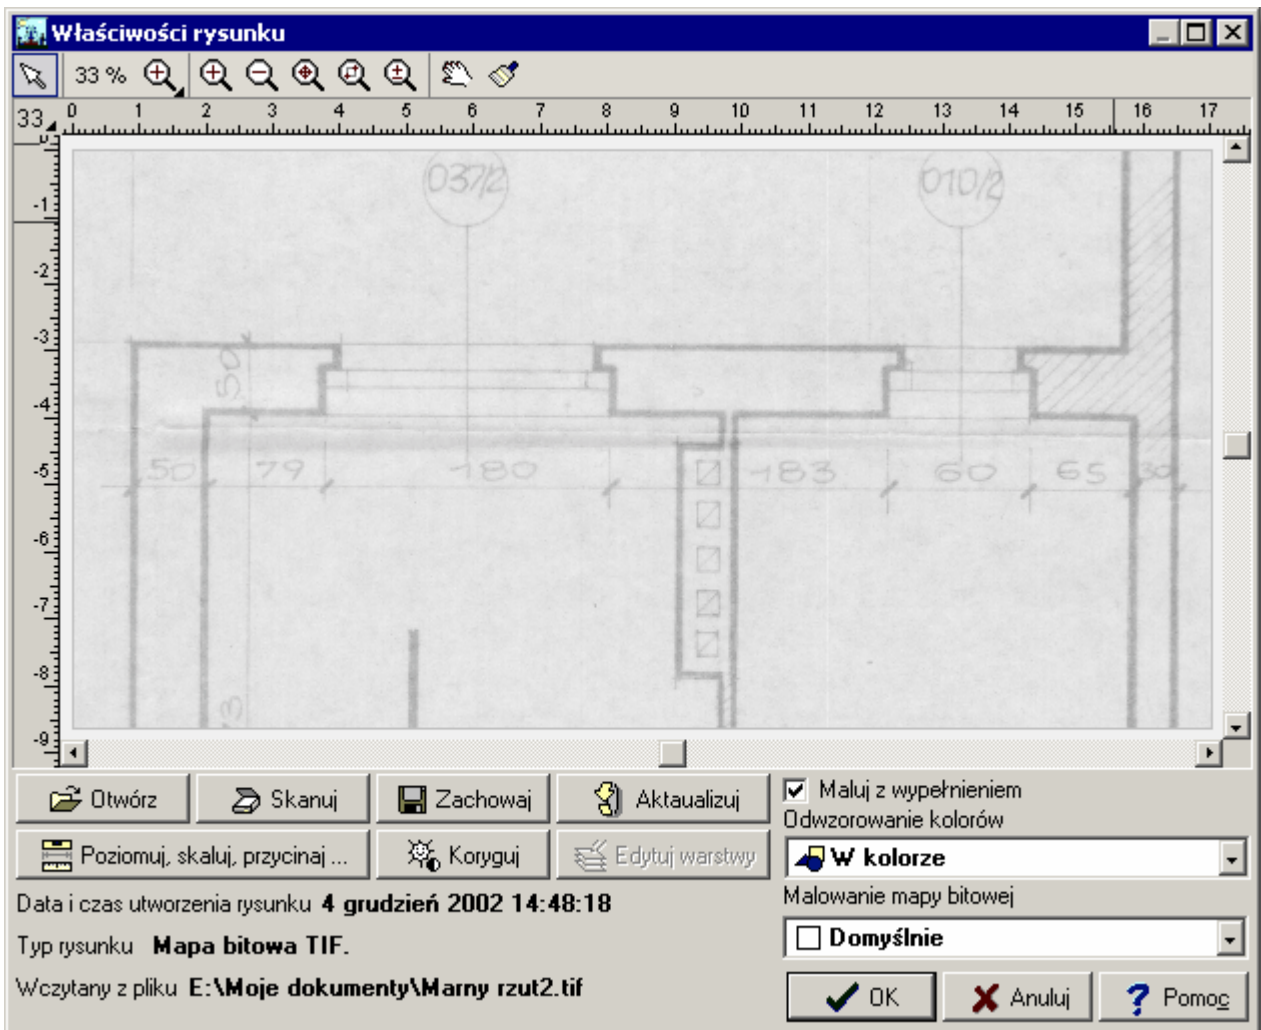 Właściwości rysunku
33 %
33 0 1 2 3 4 5 6 7 8 9 10 11 12 13 14 15 16 17
0
-1
-2
-3
-4
-5
-6
-7
-8
-9
037/2 010/2
50
50 79 180 183 60 65 30
3
Otwórz Skanuj Zachowaj Aktaualizuj
Maluj z wypełnieniem
Odwzorowanie kolorów
Poziomuj, skaluj, przycinaj ... Koryguj Edytuj warstwy
W kolorze
Data i czas utworzenia rysunku 4 grudzień 2002 14:48:18
Malowanie mapy bitowej
Typ rysunku Mapa bitowa TIF.
Domyślnie
Wczytany z pliku E:\Moje dokumenty\Marny rzut2.tif
OK Anuluj Pomoc